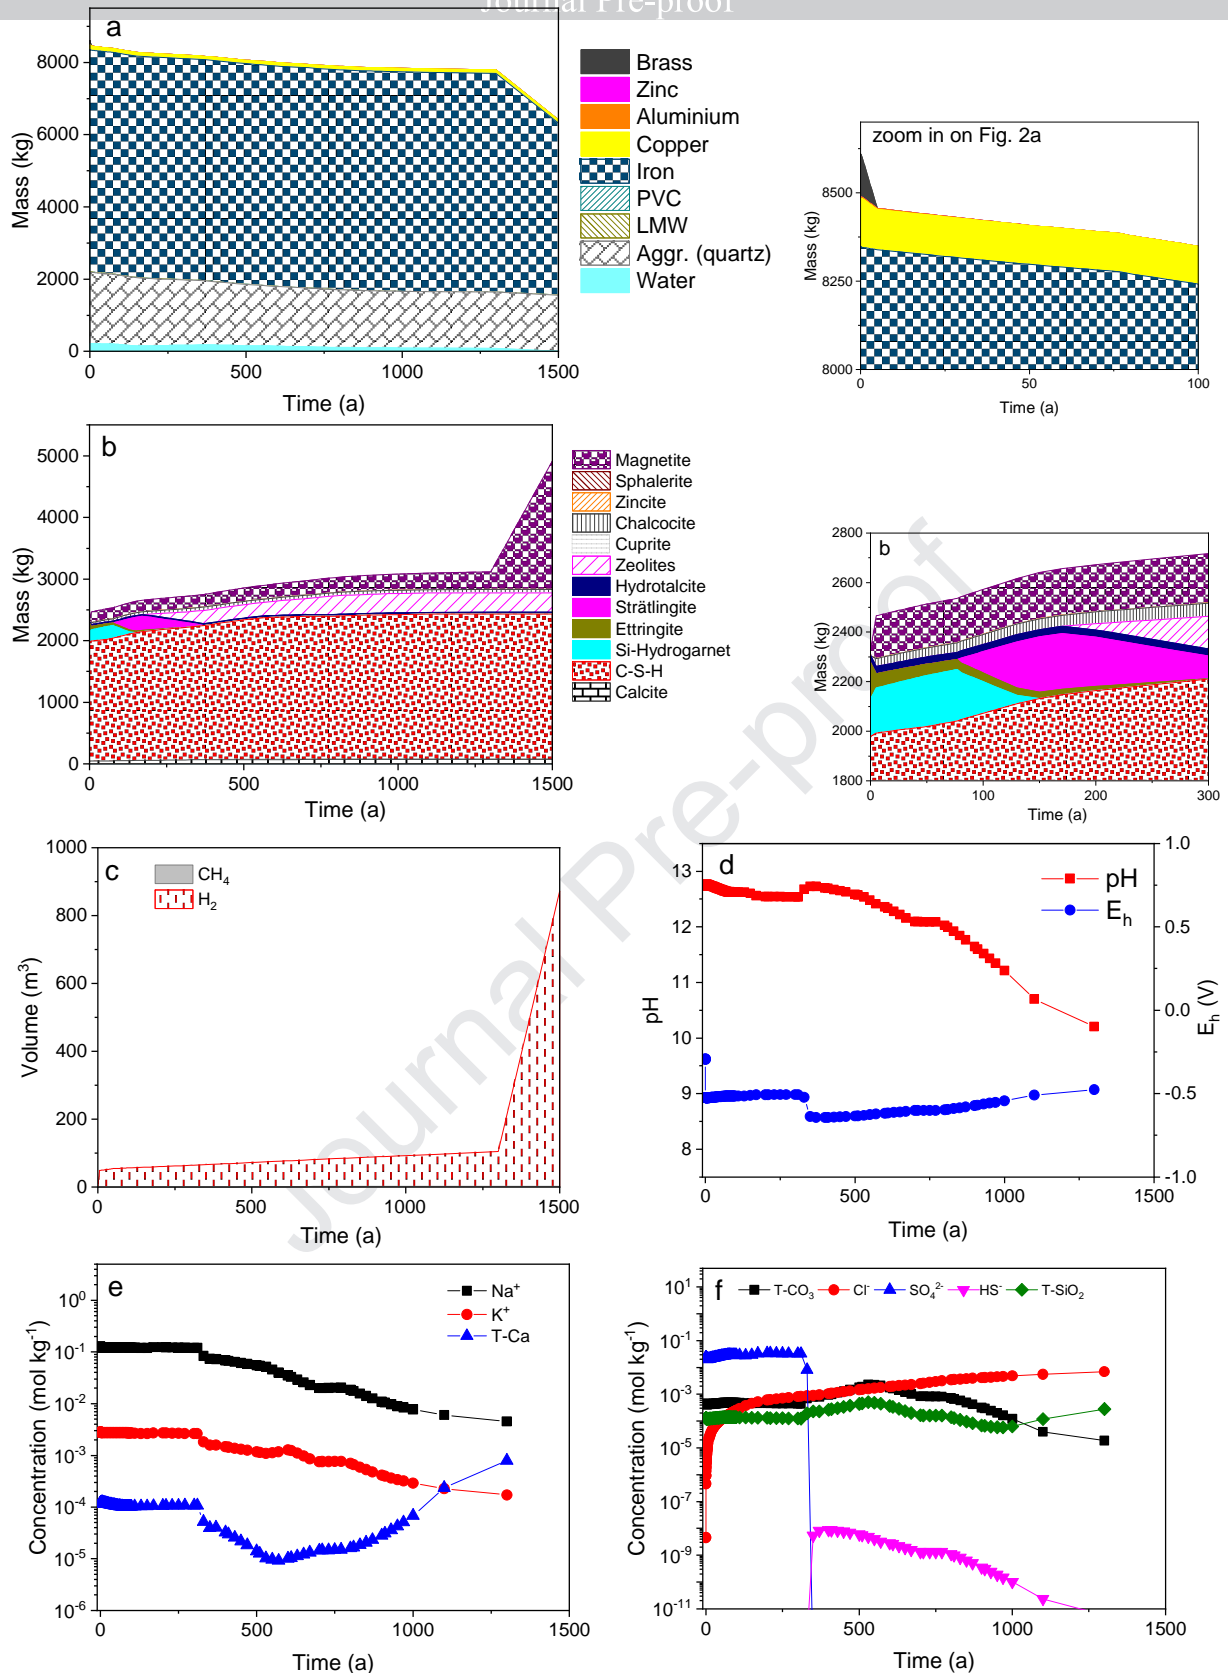 Journal Pre-proof
a
8000
6000
4000
2000
0
Mass (kg)
0 500 1000 1500
Time (a)
Brass
Zinc
Aluminium
Copper
Iron
PVC
LMW
Aggr. (quartz)
Water
zoom in on Fig. 2a
8500
8250
8000
Mass (kg)
0 50 100
Time (a)
b
5000
4000
3000
2000
1000
0
Mass (kg)
0 500 1000 1500
Time (a)
Magnetite
Sphalerite
Zincite
Chalcocite
Cuprite
Zeolites
Hydrotalcite
Strätlingite
Ettringite
Si-Hydrogarnet
C-S-H
Calcite
b
2800
2600
2400
2200
2000
1800
Mass (kg)
0 100 200 300
Time (a)
c
1000
800
600
400
200
0
Volume (m³)
0 500 1000 1500
Time (a)
CH₄
H₂
d
13
12
11
10
9
8
pH
1.0
0.5
0.0
-0.5
-1.0
Eₕ (V)
0 500 1000 1500
Time (a)
pH
Eₕ
e
10⁰
10⁻¹
10⁻²
10⁻³
10⁻⁴
10⁻⁵
10⁻⁶
Concentration (mol kg⁻¹)
0 500 1000 1500
Time (a)
Na⁺
K⁺
T-Ca
f
10¹
10⁻¹
10⁻³
10⁻⁵
10⁻⁷
10⁻⁹
10⁻¹¹
Concentration (mol kg⁻¹)
0 500 1000 1500
Time (a)
T-CO₃ Cl⁻ SO₄²⁻ HS⁻ T-SiO₂
Journal Pre-proof